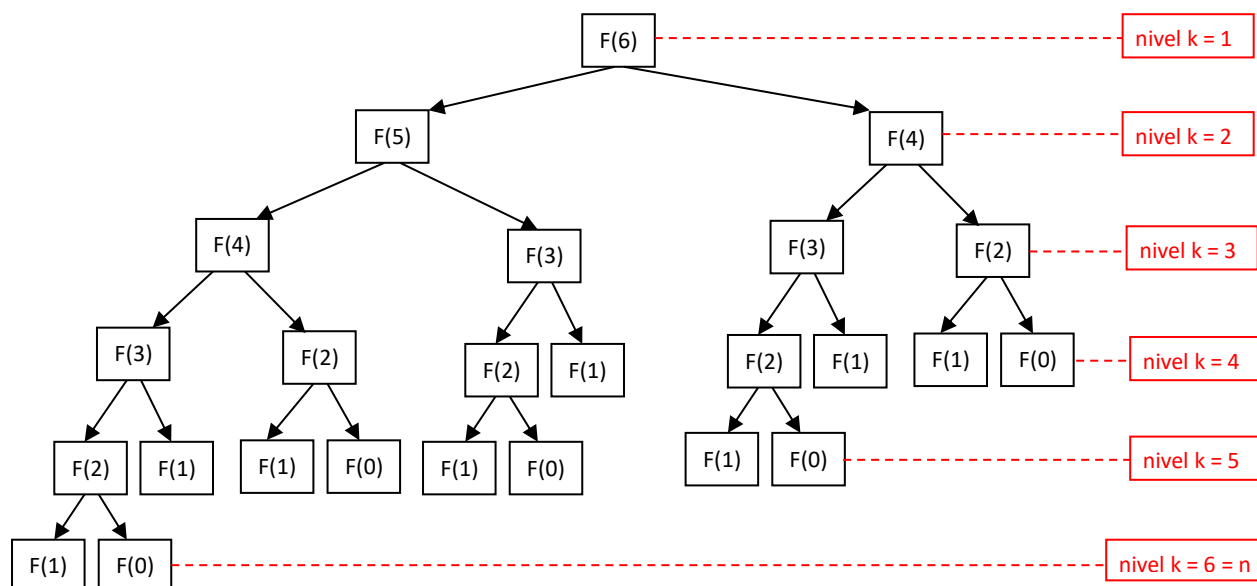 F(6)
nivel k = 1
F(5)
F(4)
nivel k = 2
F(4)
F(3)
F(3)
F(2)
nivel k = 3
F(3)
F(2)
F(2)
F(1)
F(2)
F(1)
F(1)
F(0)
nivel k = 4
F(2)
F(1)
F(1)
F(0)
F(1)
F(0)
F(1)
F(0)
nivel k = 5
F(1)
F(0)
nivel k = 6 = n